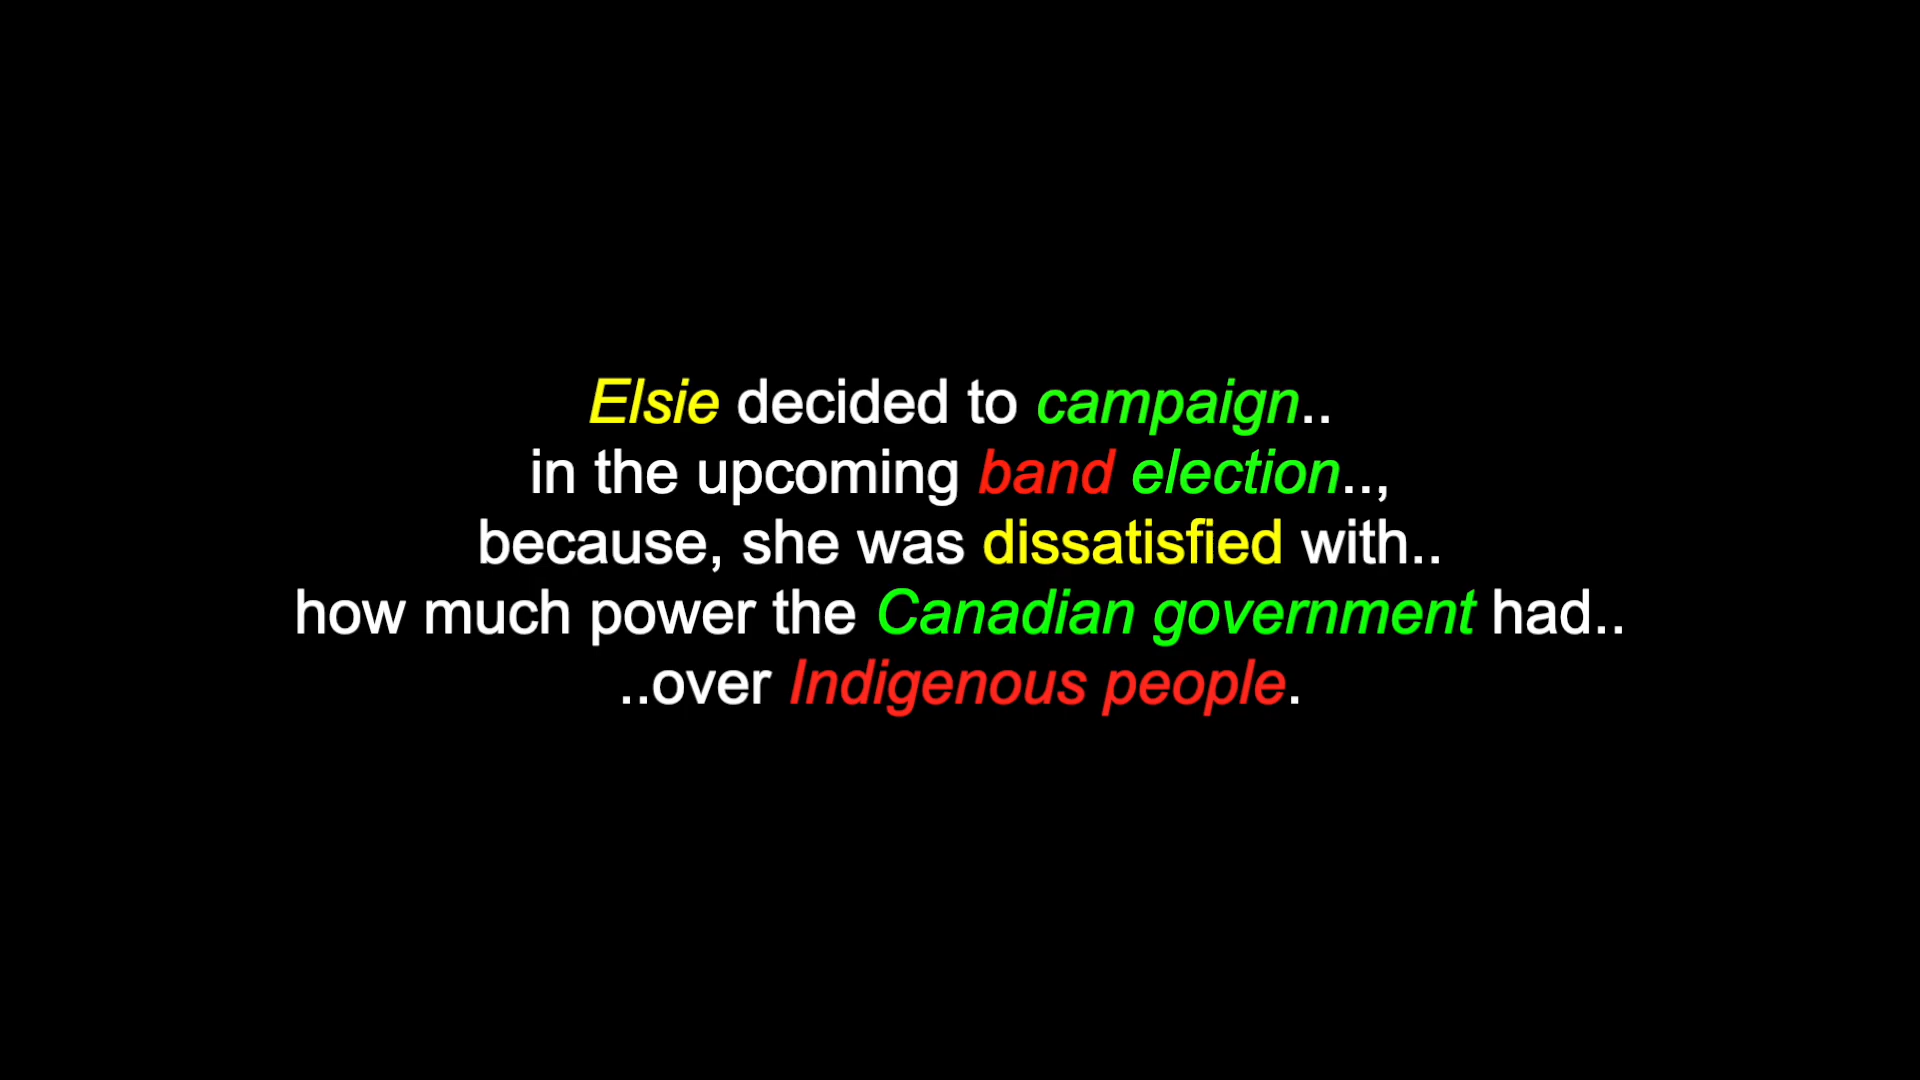 Elsie decided to campaign..
in the upcoming band election..,
because, she was dissatisfied with..
how much power the Canadian government had..
..over Indigenous people.